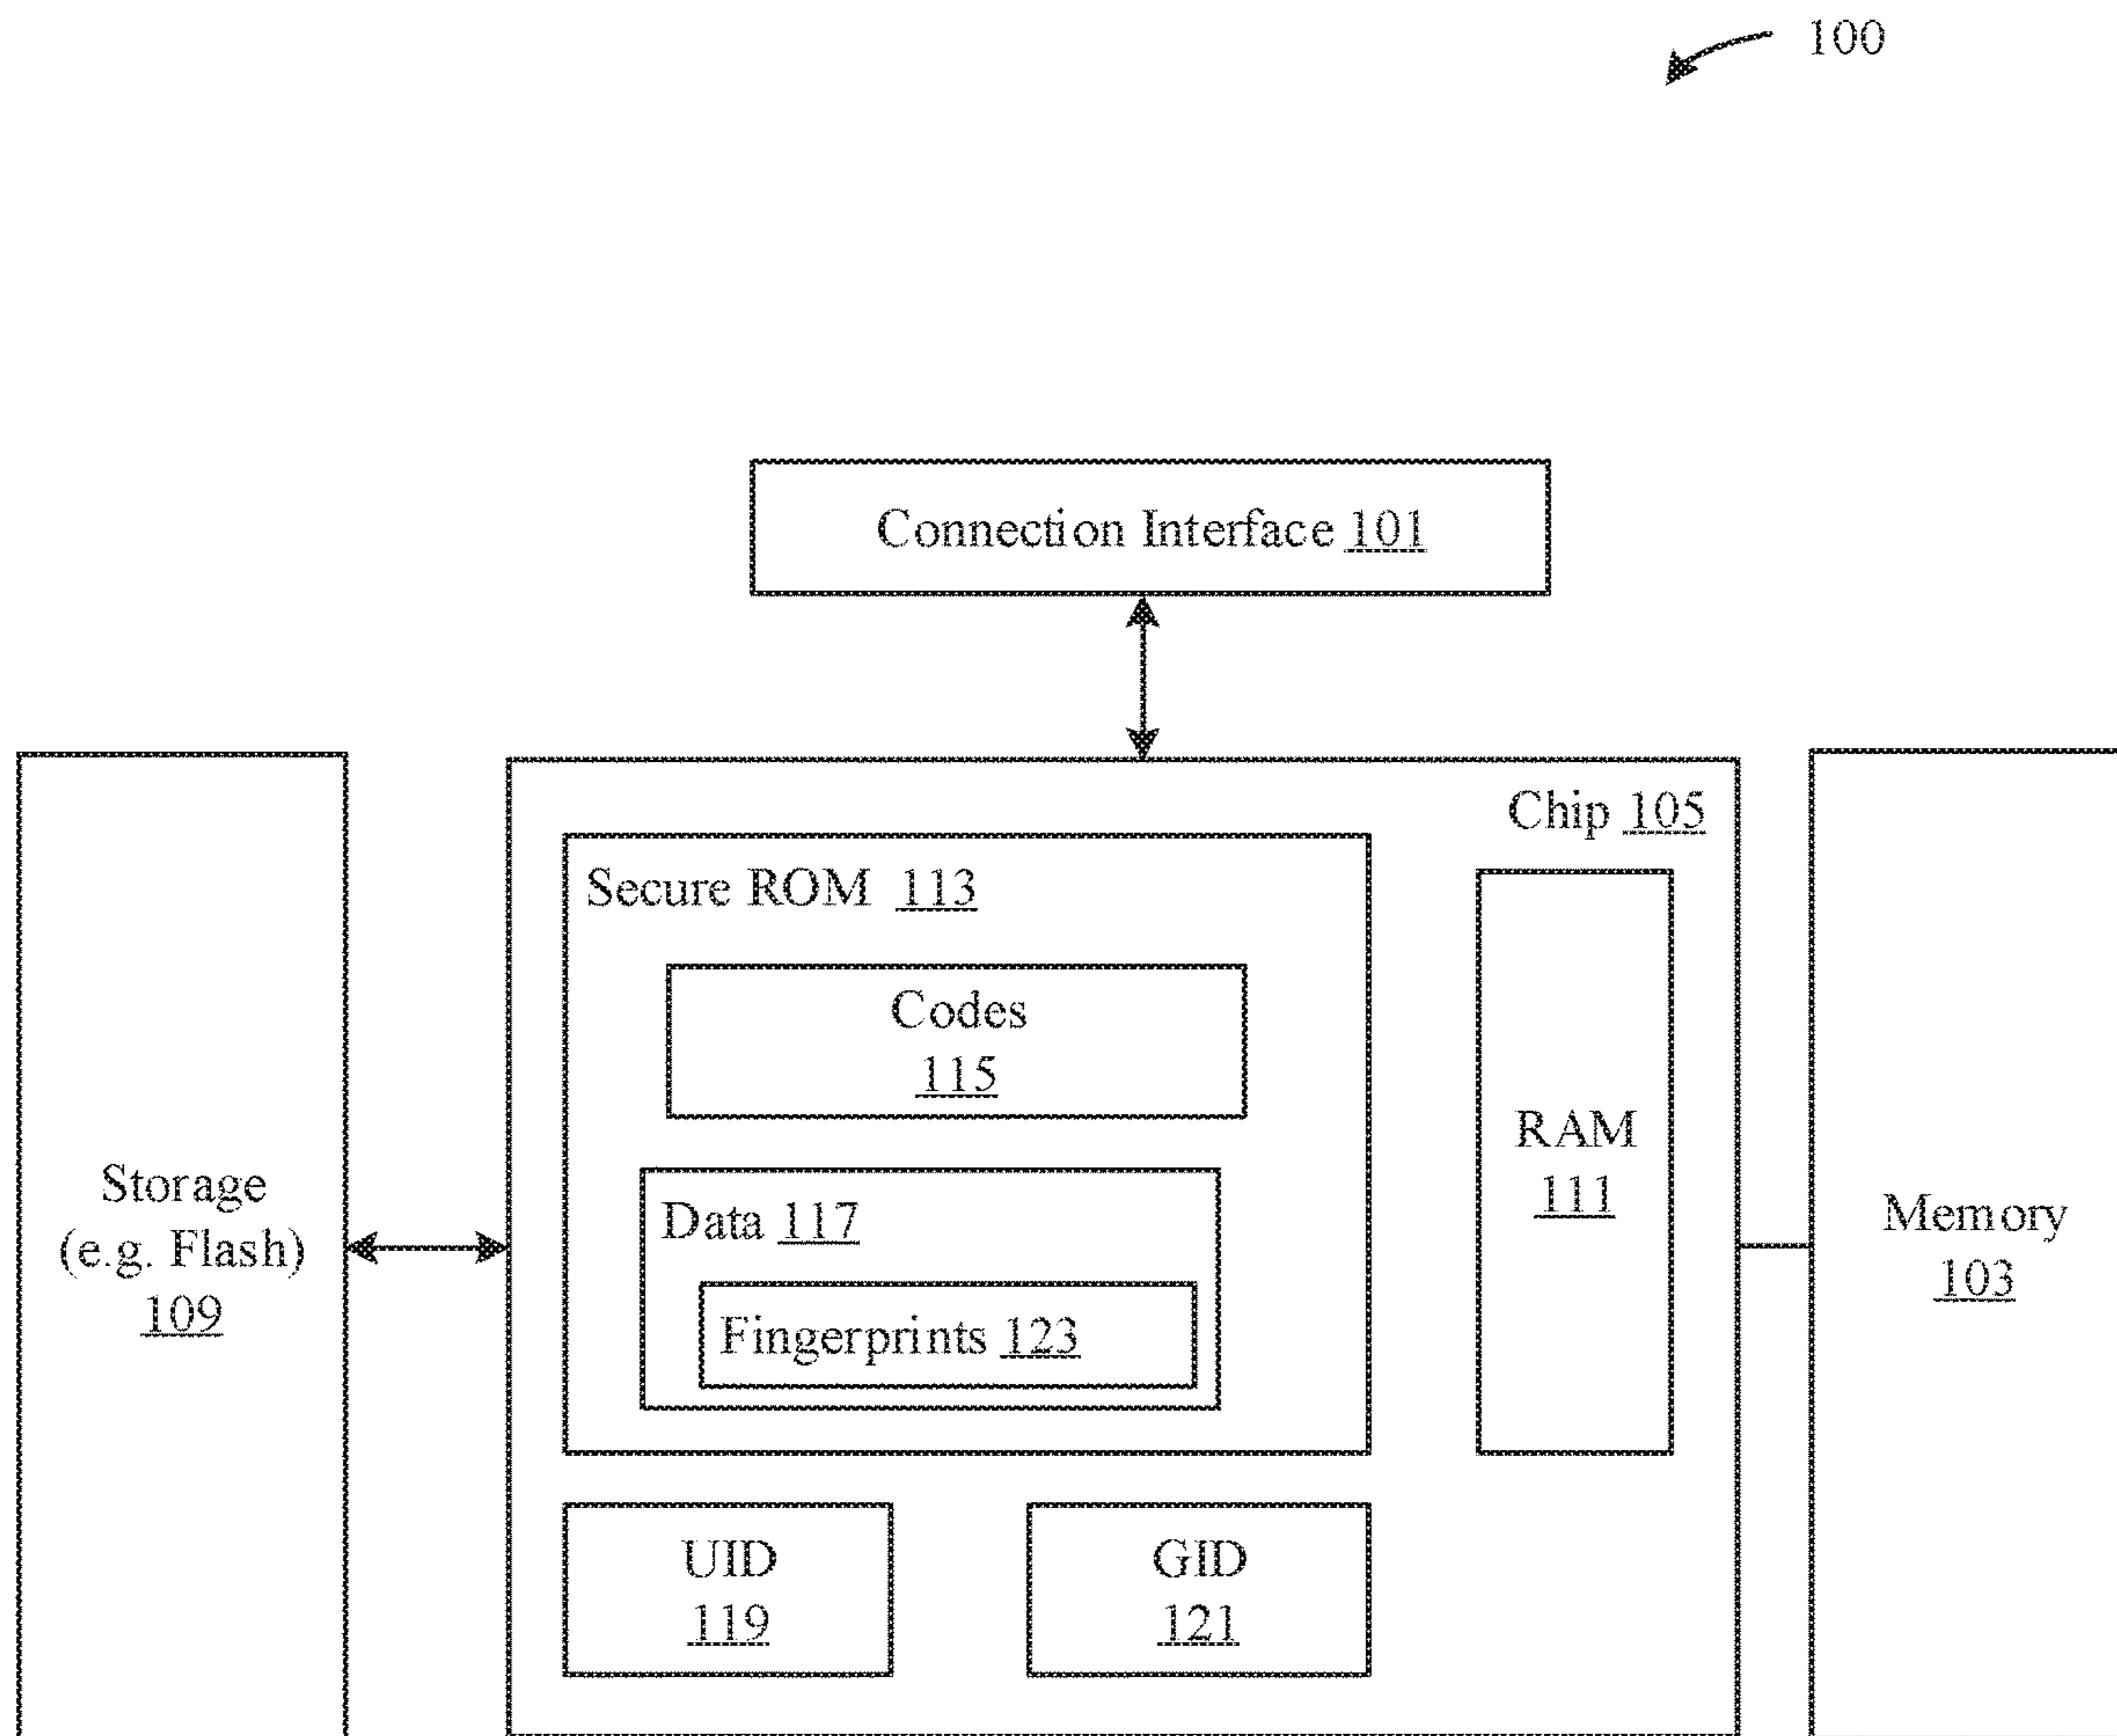 100
Connection Interface 101
Chip 105
Secure ROM 113
Codes
115
Data 117
Fingerprints 123
RAM
111
UID
119
GID
121
Storage
(e.g. Flash)
109
Memory
103